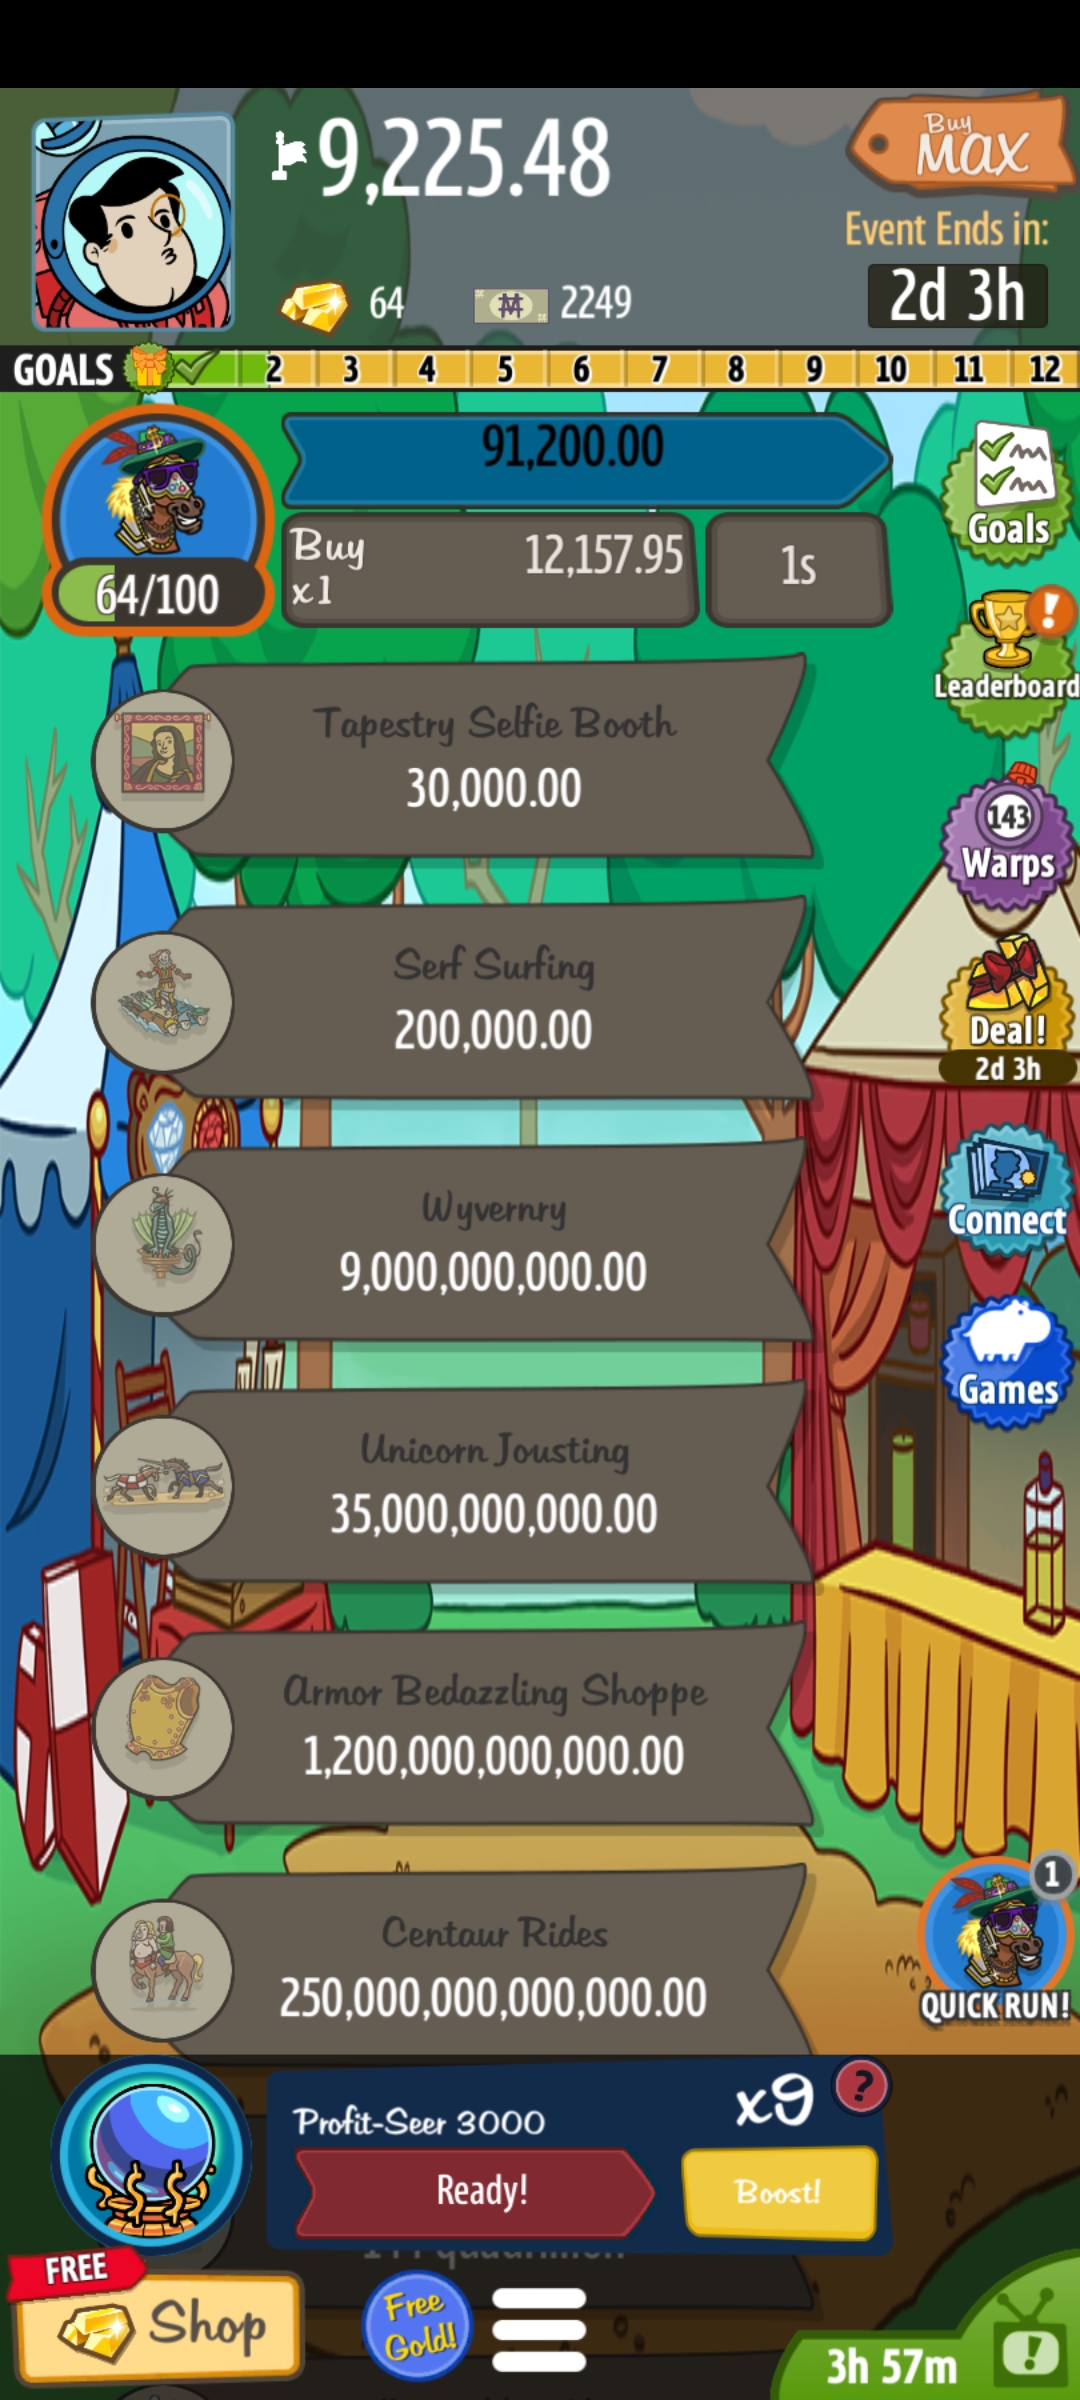 9,225.48
Buy
MAX
Event Ends in:
64
2249
2d 3h
GOALS 2 3 4 5 6 7 8 9 10 11 12
91,200.00
Buy
x1
12,157.95
1s
64/100
Goals
Tapestry Selfie Booth
30,000.00
Leaderboard
143
Warps
Serf Surfing
200,000.00
Deal!
2d 3h
Wyvernry
9,000,000,000.00
Connect
Unicorn Jousting
35,000,000,000.00
Games
Armor Bedazzling Shoppe
1,200,000,000,000.00
Centaur Rides
250,000,000,000,000.00
1
QUICK RUN!
Profit-Seer 3000
x9
?
Ready!
Boost!
FREE
Shop
Free
Gold!
3h 57m